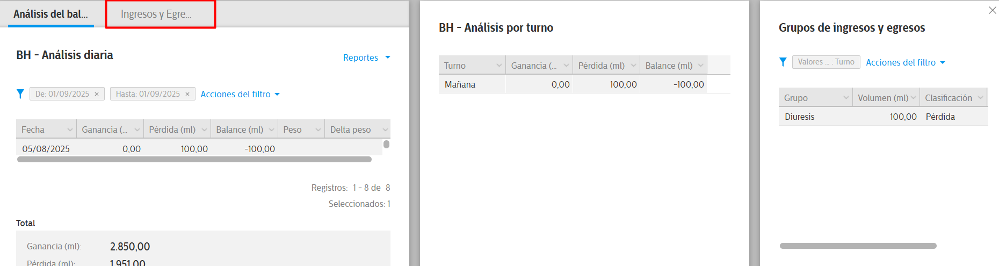 Análisis del bal...
Ingresos y Egre...
BH - Análisis diaria
Reportes
De: 01/09/2025 ×
Hasta: 01/09/2025 ×
Acciones del filtro
Fecha Ganancia (... Pérdida (ml) Balance (ml) Peso Delta peso
05/08/2025 0,00 100,00 -100,00
Registros: 1 - 8 de 8
Seleccionados: 1
Total
Ganancia (ml): 2.850,00
Pérdida (ml): 1.951,00
BH - Análisis por turno
Turno Ganancia (... Pérdida (ml) Balance (ml)
Mañana 0,00 100,00 -100,00
Grupos de ingresos y egresos
Valores ... : Turno
Acciones del filtro
Grupo Volumen (ml) Clasificación
Diuresis 100,00 Pérdida